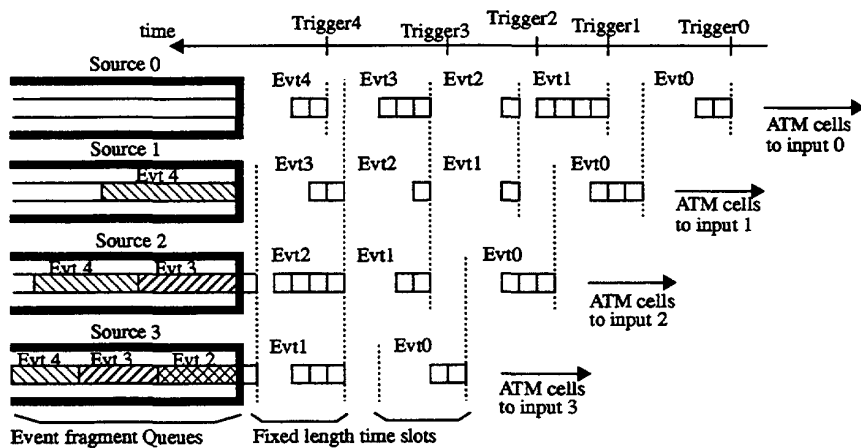 Trigger4 Trigger3 Trigger2 Trigger1 Trigger0
time
Source 0
Evt4 Evt3 Evt2 Evt1 Evt0
ATM cells
to input 0
Source 1
Evt 4
Evt3 Evt2 Evt1 Evt0
ATM cells
to input 1
Source 2
Evt 4 Evt 3
Evt2 Evt1 Evt0
ATM cells
to input 2
Source 3
Evt 4 Evt 3 Evt 2
Evt1 Evt0
ATM cells
to input 3
Event fragment Queues Fixed length time slots